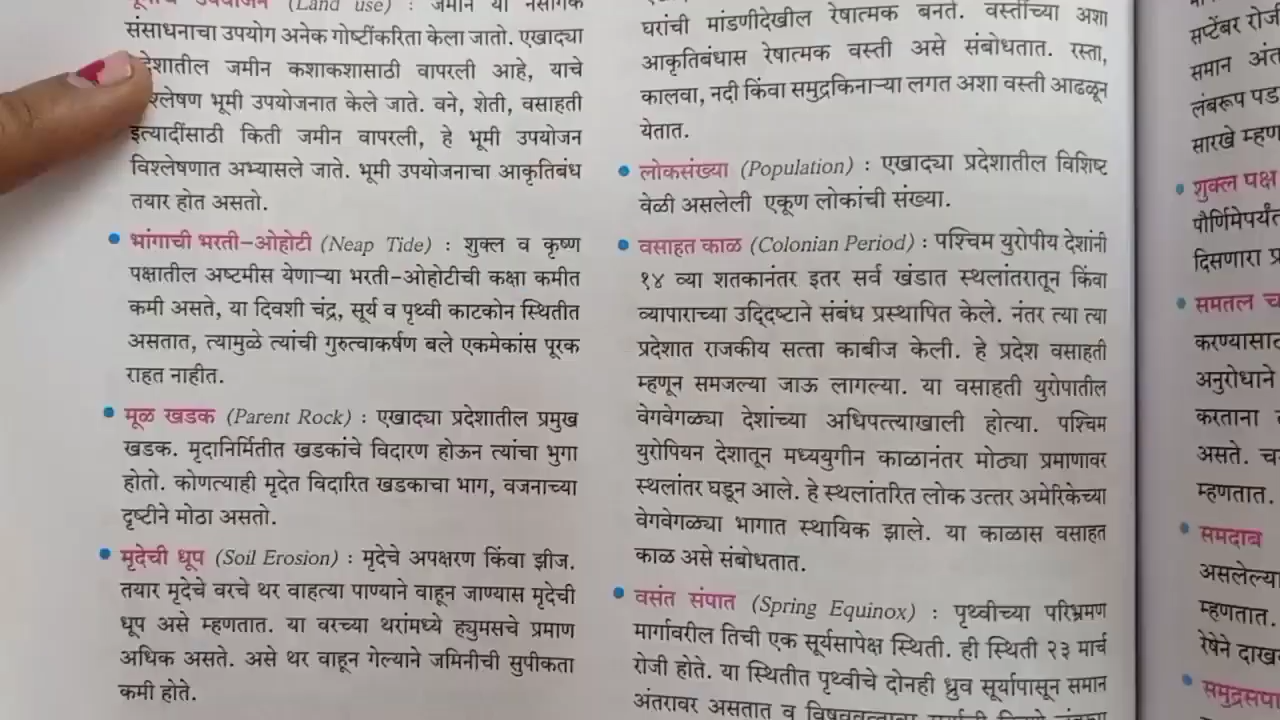 (Land use) :
संसाधनाचा उपयोग अनेक गोष्टींकरिता केला जातो. एखाद्या
जमीन कशाकशासाठी वापरली आहे, याचे
भूमी उपयोजनात केले जाते. वने, शेती, वसाहती
इत्यादींसाठी किती जमीन वापरली, हे भूमी उपयोजन
विश्लेषणात अभ्यासले जाते. भूमी उपयोजनाचा आकृतिबंध
तयार होत असतो.
भांगाची भरती-ओहोटी (Neap Tide) : शुक्ल व कृष्ण
पक्षातील अष्टमीस येणाऱ्या भरती-ओहोटीची कक्षा कमीत
कमी असते, या दिवशी चंद्र, सूर्य व पृथ्वी काटकोन स्थितीत
असतात, त्यामुळे त्यांची गुरुत्वाकर्षण बले एकमेकांस पूरक
राहत नाहीत.
मूळ खडक (Parent Rock) : एखाद्या प्रदेशातील प्रमुख
खडक. मृदानिर्मितीत खडकांचे विदारण होऊन त्यांचा भुगा
होतो. कोणत्याही मृदेत विदारित खडकाचा भाग, वजनाच्या
दृष्टीने मोठा असतो.
मृदेची धूप (Soil Erosion) : मृदेचे अपक्षरण किंवा झीज.
तयार मृदेचे वरचे थर वाहत्या पाण्याने वाहून जाण्यास मृदेची
धूप असे म्हणतात. या वरच्या थरांमध्ये ह्युमसचे प्रमाण
अधिक असते. असे थर वाहून गेल्याने जमिनीची सुपीकता
कमी होते.
घरांची मांडणीदेखील रेषात्मक बनते. वस्तींच्या अशा
आकृतिबंधास रेषात्मक वस्ती असे संबोधतात. रस्ता,
कालवा, नदी किंवा समुद्रकिनाऱ्या लगत अशा वस्ती आढळून
येतात.
लोकसंख्या (Population) : एखाद्या प्रदेशातील विशिष्ट
वेळी असलेली एकूण लोकांची संख्या.
वसाहत काळ (Colonian Period) : पश्चिम युरोपीय देशांनी
१४ व्या शतकानंतर इतर सर्व खंडात स्थलांतरातून किंवा
व्यापाराच्या उद्दिष्टाने संबंध प्रस्थापित केले. नंतर त्या त्या
प्रदेशात राजकीय सत्ता काबीज केली. हे प्रदेश वसाहती
म्हणून समजल्या जाऊ लागल्या. या वसाहती युरोपातील
वेगवेगळ्या देशांच्या अधिपत्त्याखाली होत्या. पश्चिम
युरोपियन देशातून मध्ययुगीन काळानंतर मोठ्या प्रमाणावर
स्थलांतर घडून आले. हे स्थलांतरित लोक उत्तर अमेरिकेच्या
वेगवेगळ्या भागात स्थायिक झाले. या काळास वसाहत
काळ असे संबोधतात.
वसंत संपात (Spring Equinox) : पृथ्वीच्या परिभ्रमण
मार्गावरील तिची एक सूर्यसापेक्ष स्थिती. ही स्थिती २३ मार्च
रोजी होते. या स्थितीत पृथ्वीचे दोनही ध्रुव सूर्यापासून समान
अंतरावर असतात व
सप्टेंबर रोजी
समान
लंबरूप
सारखे
शुक्ल पक्ष
दिसणारा
समतल
अनुरोधाने
करताना
असते.
म्हणतात.
समदाब
असलेल्या
म्हणतात.
रेषेने